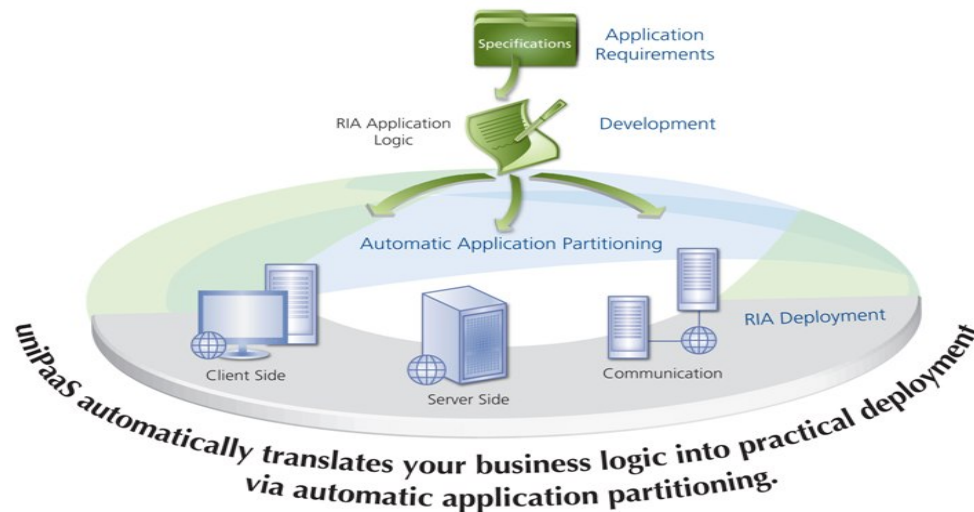 Specifications
Application
Requirements
RIA Application
Logic
Development
Automatic Application Partitioning
RIA Deployment
Client Side
Server Side
Communication
uniPaaS automatically translates your business logic into practical deployment
via automatic application partitioning.